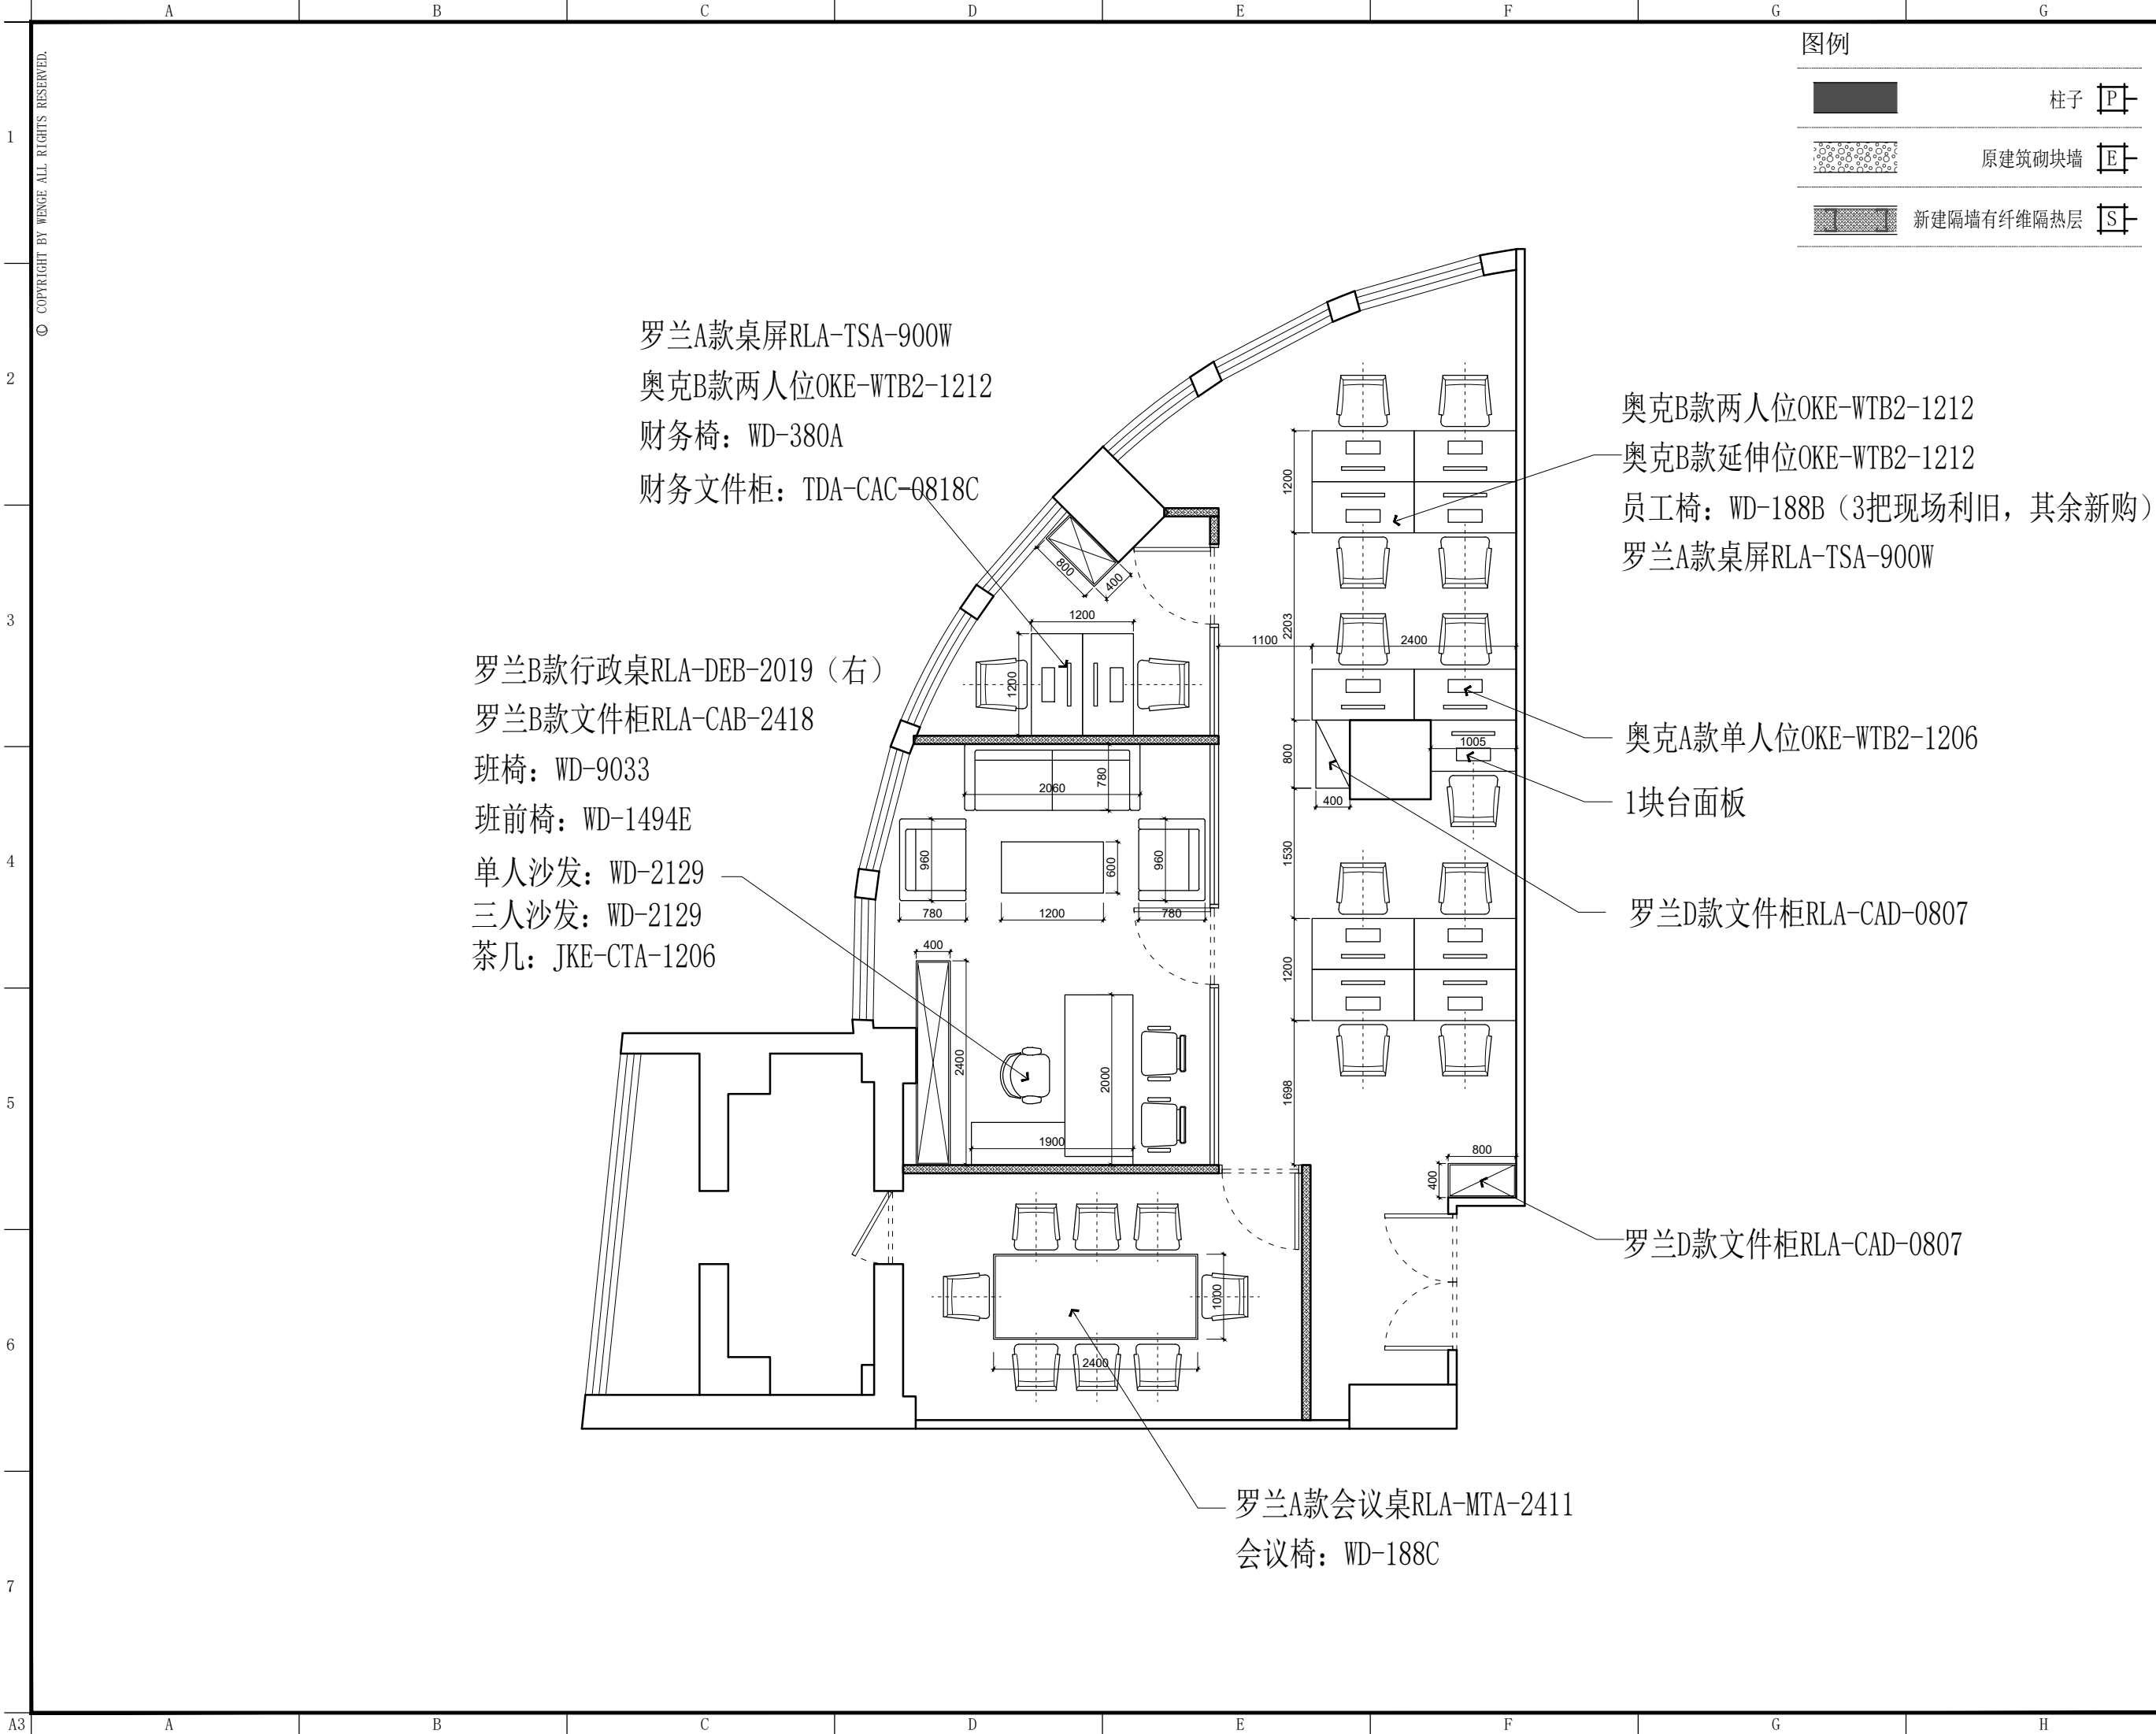 A B C D E F G G
© COPYRIGHT BY WENGE ALL RIGHTS RESERVED.
1
2
3
4
5
6
7
图例
柱子 P
原建筑砌块墙 E
新建隔墙有纤维隔热层 S
罗兰A款桌屏RLA-TSA-900W
奥克B款两人位OKE-WTB2-1212
财务椅：WD-380A
财务文件柜：TDA-CAC-0818C
奥克B款两人位OKE-WTB2-1212
奥克B款延伸位OKE-WTB2-1212
员工椅：WD-188B（3把现场利旧，其余新购）
罗兰A款桌屏RLA-TSA-900W
罗兰B款行政桌RLA-DEB-2019（右）
罗兰B款文件柜RLA-CAB-2418
班椅：WD-9033
班前椅：WD-1494E
单人沙发：WD-2129
三人沙发：WD-2129
茶几：JKE-CTA-1206
奥克A款单人位OKE-WTB2-1206
1块台面板
罗兰D款文件柜RLA-CAD-0807
罗兰D款文件柜RLA-CAD-0807
罗兰A款会议桌RLA-MTA-2411
会议椅：WD-188C
800
400
1200
1200
1200
2203
1100
2400
800
1005
400
1530
1200
1698
2060
780
960
600
960
780
1200
780
400
2400
2000
1900
800
400
1000
2400
A3 A B C D E F G H